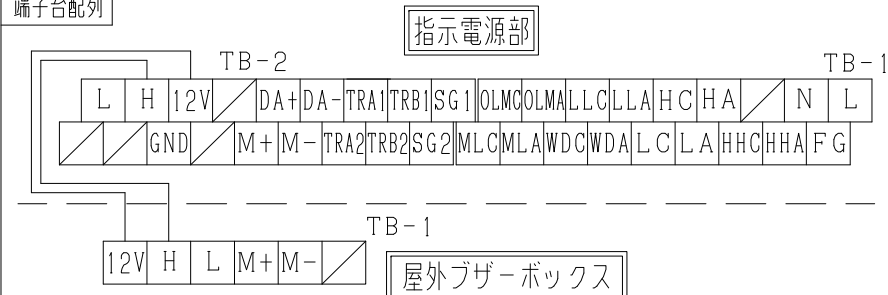 端子台配列
指示電源部
TB-2 TB-1
L H 12V DA+ DA- TRA1 TRB1 SG1 OLMC OLMA LLC LLA HC HA N L
GND M+ M- TRA2 TRB2 SG2 MLC MLA WDC WDA LC LA HHC HHA FG
TB-1
12V H L M+ M-
屋外ブザーボックス